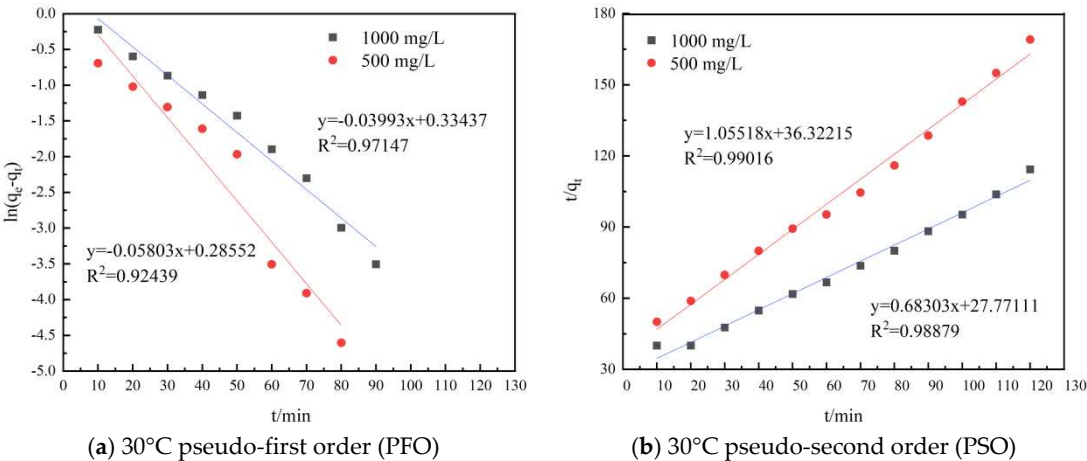 0.0
-0.5
-1.0
-1.5
-2.0
-2.5
-3.0
-3.5
-4.0
-4.5
-5.0
ln(qe-qt)
1000 mg/L
500 mg/L
y=-0.03993x+0.33437
R2=0.97147
y=-0.05803x+0.28552
R2=0.92439
0 10 20 30 40 50 60 70 80 90 100 110 120 130
t/min
(a) 30°C pseudo-first order (PFO)
180
150
120
90
60
30
t/qt
1000 mg/L
500 mg/L
y=1.05518x+36.32215
R2=0.99016
y=0.68303x+27.77111
R2=0.98879
0 10 20 30 40 50 60 70 80 90 100 110 120 130
t/min
(b) 30°C pseudo-second order (PSO)